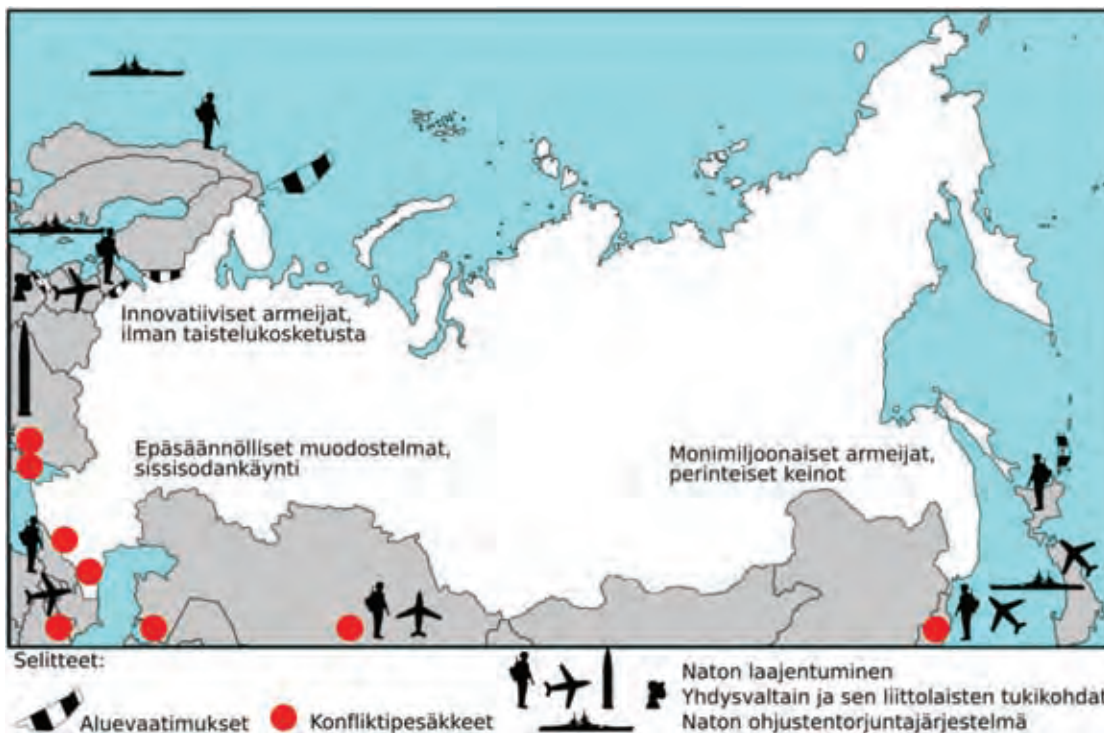 Innovatiiviset armeijat,
ilman taistelukosketusta
Epäsäännölliset muodostelmat,
sissisodankäynti
Monimiljoonaiset armeijat,
perinteiset keinot
Selitteet:
Aluevaatimukset
Konfliktipesäkkeet
Naton laajentuminen
Yhdysvaltain ja sen liittolaisten tukikohdat
Naton ohjustentorjuntajärjestelmä